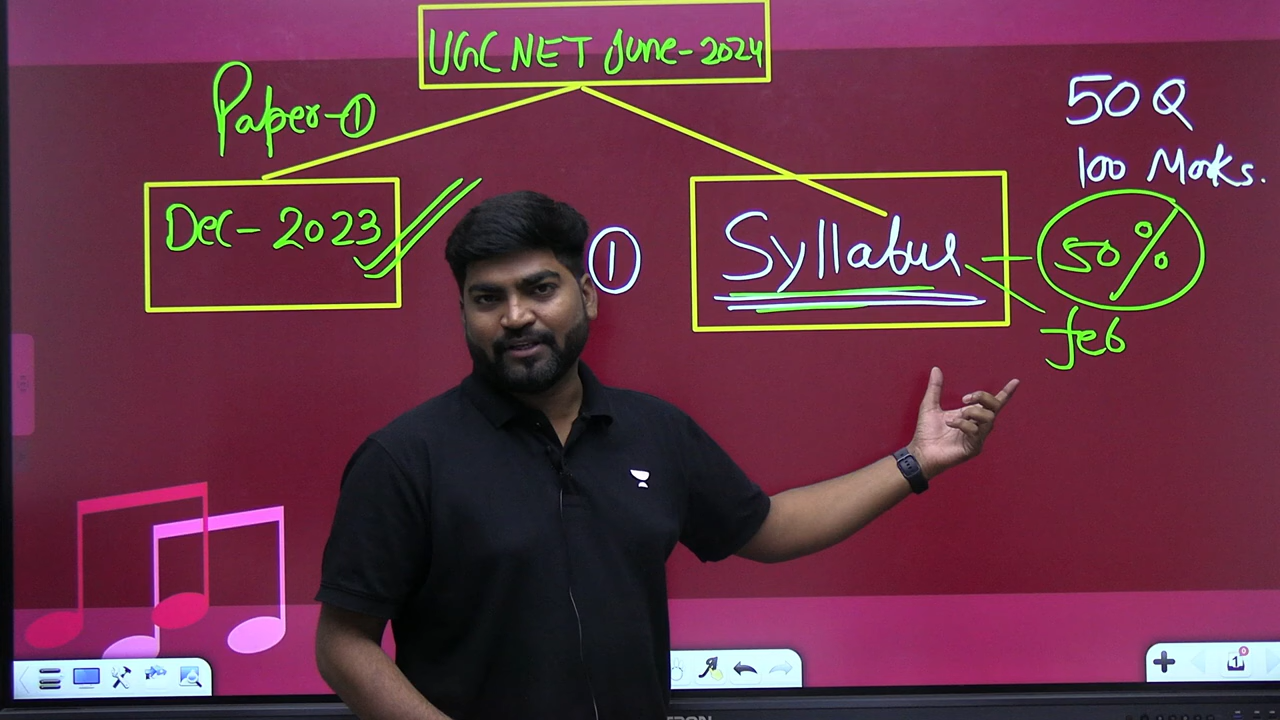 UGC NET June-2024
Paper-①
50 Q
100 Marks.
Dec-2023
①
Syllabus
50%
feb